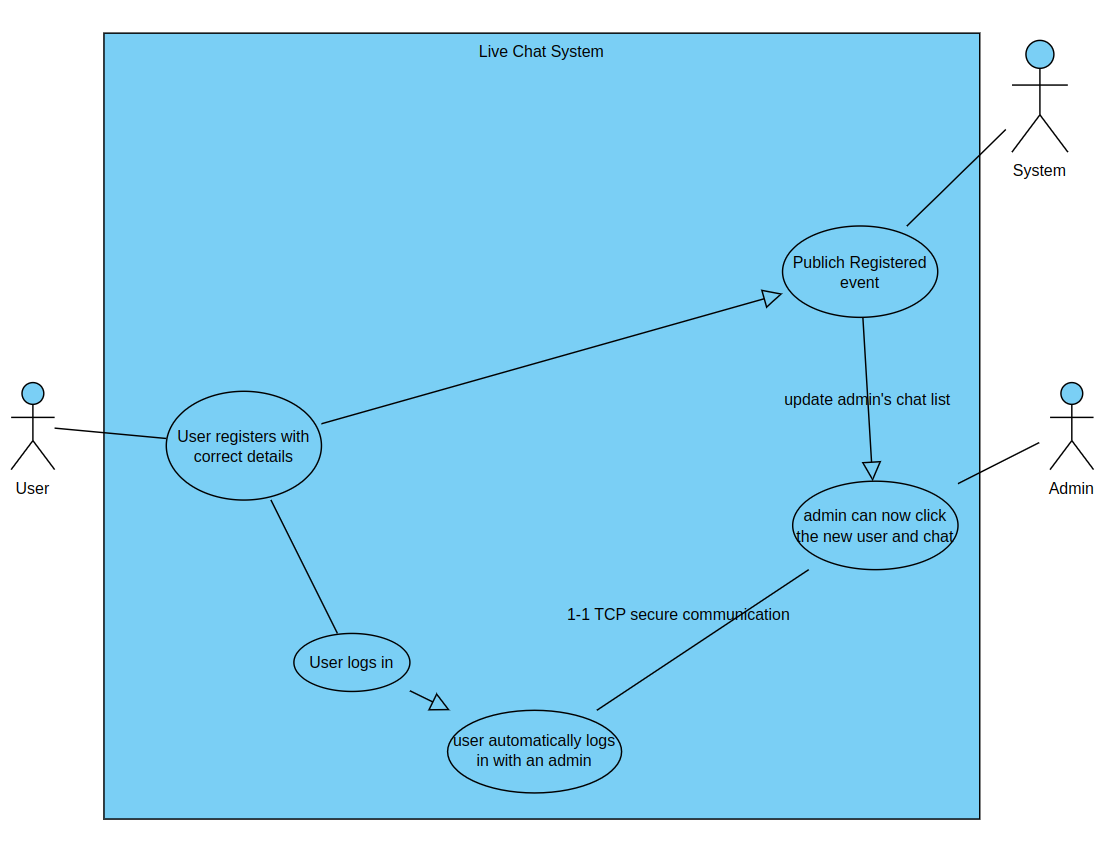 Live Chat System
System
Publich Registered
event
update admin's chat list
User registers with
correct details
User
Admin
admin can now click
the new user and chat
1-1 TCP secure communication
User logs in
user automatically logs
in with an admin